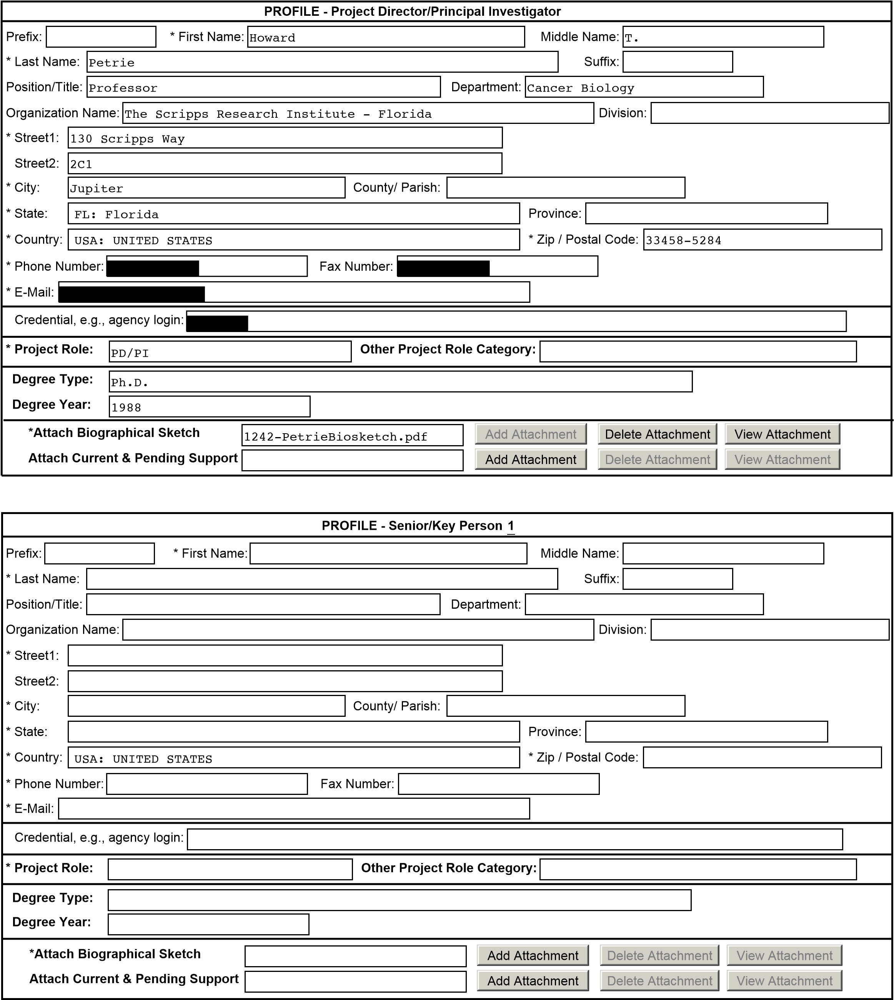 PROFILE - Project Director/Principal Investigator
Prefix: * First Name: Howard Middle Name: T.
* Last Name: Petrie Suffix:
Position/Title: Professor Department: Cancer Biology
Organization Name: The Scripps Research Institute - Florida Division:
* Street1: 130 Scripps Way
Street2: 2C1
* City: Jupiter County/ Parish:
* State: FL: Florida Province:
* Country: USA: UNITED STATES * Zip / Postal Code: 33458-5284
* Phone Number: Fax Number:
* E-Mail:
Credential, e.g., agency login:
* Project Role: PD/PI Other Project Role Category:
Degree Type: Ph.D.
Degree Year: 1988
*Attach Biographical Sketch 1242-PetrieBiosketch.pdf Add Attachment Delete Attachment View Attachment
Attach Current & Pending Support Add Attachment Delete Attachment View Attachment
PROFILE - Senior/Key Person 1
Prefix: * First Name: Middle Name:
* Last Name: Suffix:
Position/Title: Department:
Organization Name: Division:
* Street1:
Street2:
* City: County/ Parish:
* State: Province:
* Country: USA: UNITED STATES * Zip / Postal Code:
* Phone Number: Fax Number:
* E-Mail:
Credential, e.g., agency login:
* Project Role: Other Project Role Category:
Degree Type:
Degree Year:
*Attach Biographical Sketch Add Attachment Delete Attachment View Attachment
Attach Current & Pending Support Add Attachment Delete Attachment View Attachment